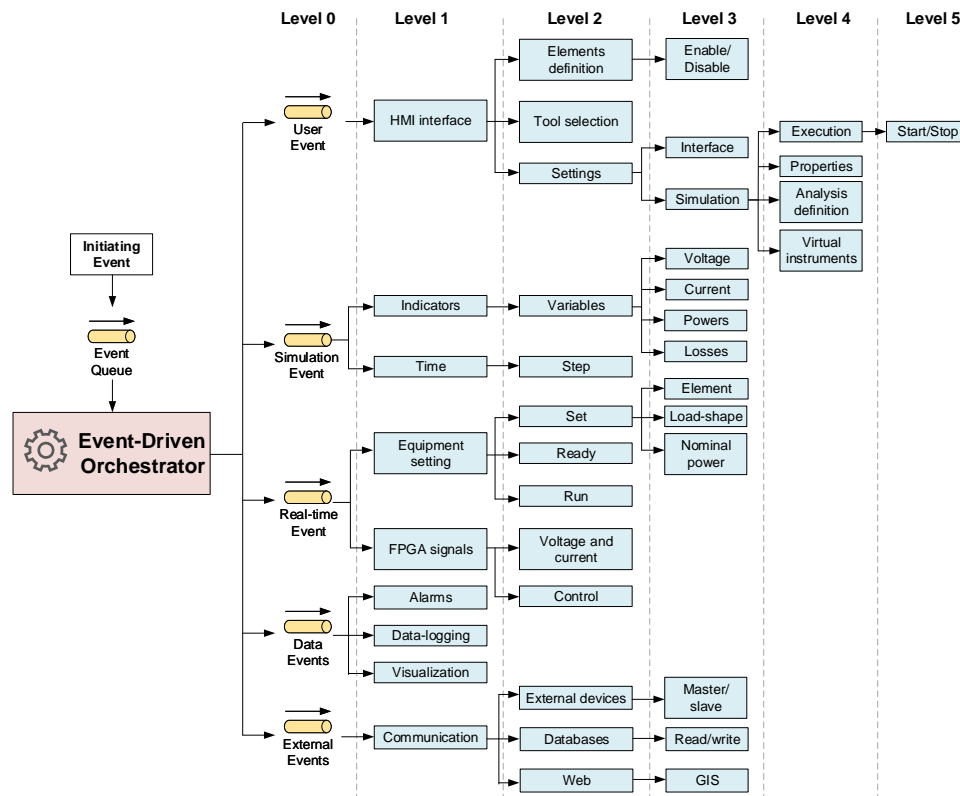 Level 0
Level 1
Level 2
Level 3
Level 4
Level 5
Initiating
Event
Event
Queue
Event-Driven
Orchestrator
User
Event
HMI interface
Elements
definition
Enable/
Disable
Tool selection
Settings
Interface
Simulation
Execution
Start/Stop
Properties
Analysis
definition
Virtual
instruments
Simulation
Event
Indicators
Variables
Voltage
Current
Powers
Losses
Time
Step
Real-time
Event
Equipment
setting
Set
Element
Load-shape
Nominal
power
Ready
Run
FPGA signals
Voltage and
current
Control
Data
Events
Alarms
Data-logging
Visualization
External
Events
Communication
External devices
Master/
slave
Databases
Read/write
Web
GIS